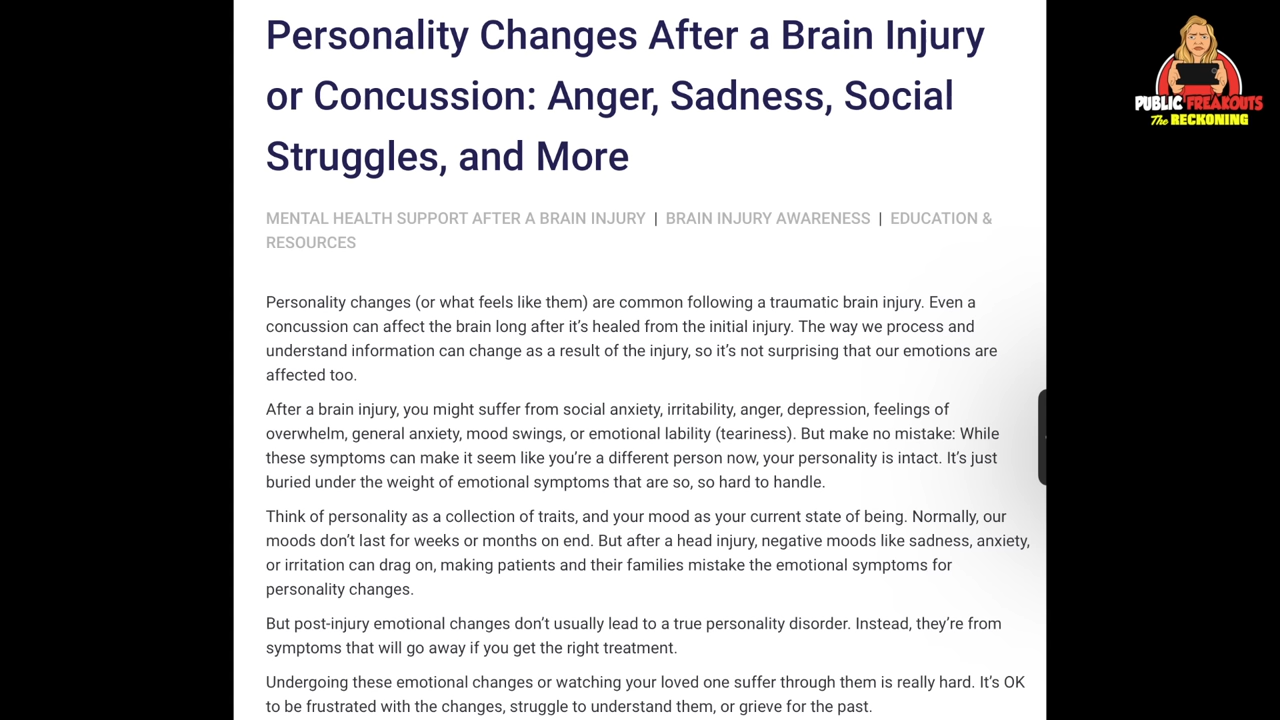 Personality Changes After a Brain Injury
or Concussion: Anger, Sadness, Social
Struggles, and More
MENTAL HEALTH SUPPORT AFTER A BRAIN INJURY | BRAIN INJURY AWARENESS | EDUCATION &
RESOURCES
Personality changes (or what feels like them) are common following a traumatic brain injury. Even a
concussion can affect the brain long after it’s healed from the initial injury. The way we process and
understand information can change as a result of the injury, so it’s not surprising that our emotions are
affected too.
After a brain injury, you might suffer from social anxiety, irritability, anger, depression, feelings of
overwhelm, general anxiety, mood swings, or emotional lability (teariness). But make no mistake: While
these symptoms can make it seem like you’re a different person now, your personality is intact. It’s just
buried under the weight of emotional symptoms that are so, so hard to handle.
Think of personality as a collection of traits, and your mood as your current state of being. Normally, our
moods don’t last for weeks or months on end. But after a head injury, negative moods like sadness, anxiety,
or irritation can drag on, making patients and their families mistake the emotional symptoms for
personality changes.
But post-injury emotional changes don’t usually lead to a true personality disorder. Instead, they’re from
symptoms that will go away if you get the right treatment.
Undergoing these emotional changes or watching your loved one suffer through them is really hard. It’s OK
to be frustrated with the changes, struggle to understand them, or grieve for the past.
PUBLIC FREAKOUTS
The RECKONING